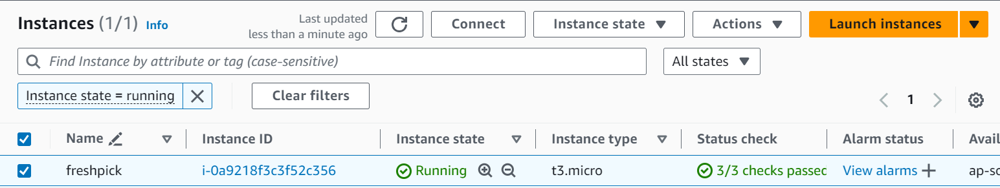 Instances (1/1) Info
Last updated
less than a minute ago
Connect
Instance state
Actions
Launch instances
Find Instance by attribute or tag (case-sensitive)
All states
Instance state = running
Clear filters
1
Name Instance ID Instance state Instance type Status check Alarm status Avail
freshpick i-0a9218f3c3f52c356 Running t3.micro 3/3 checks passed View alarms ap-so